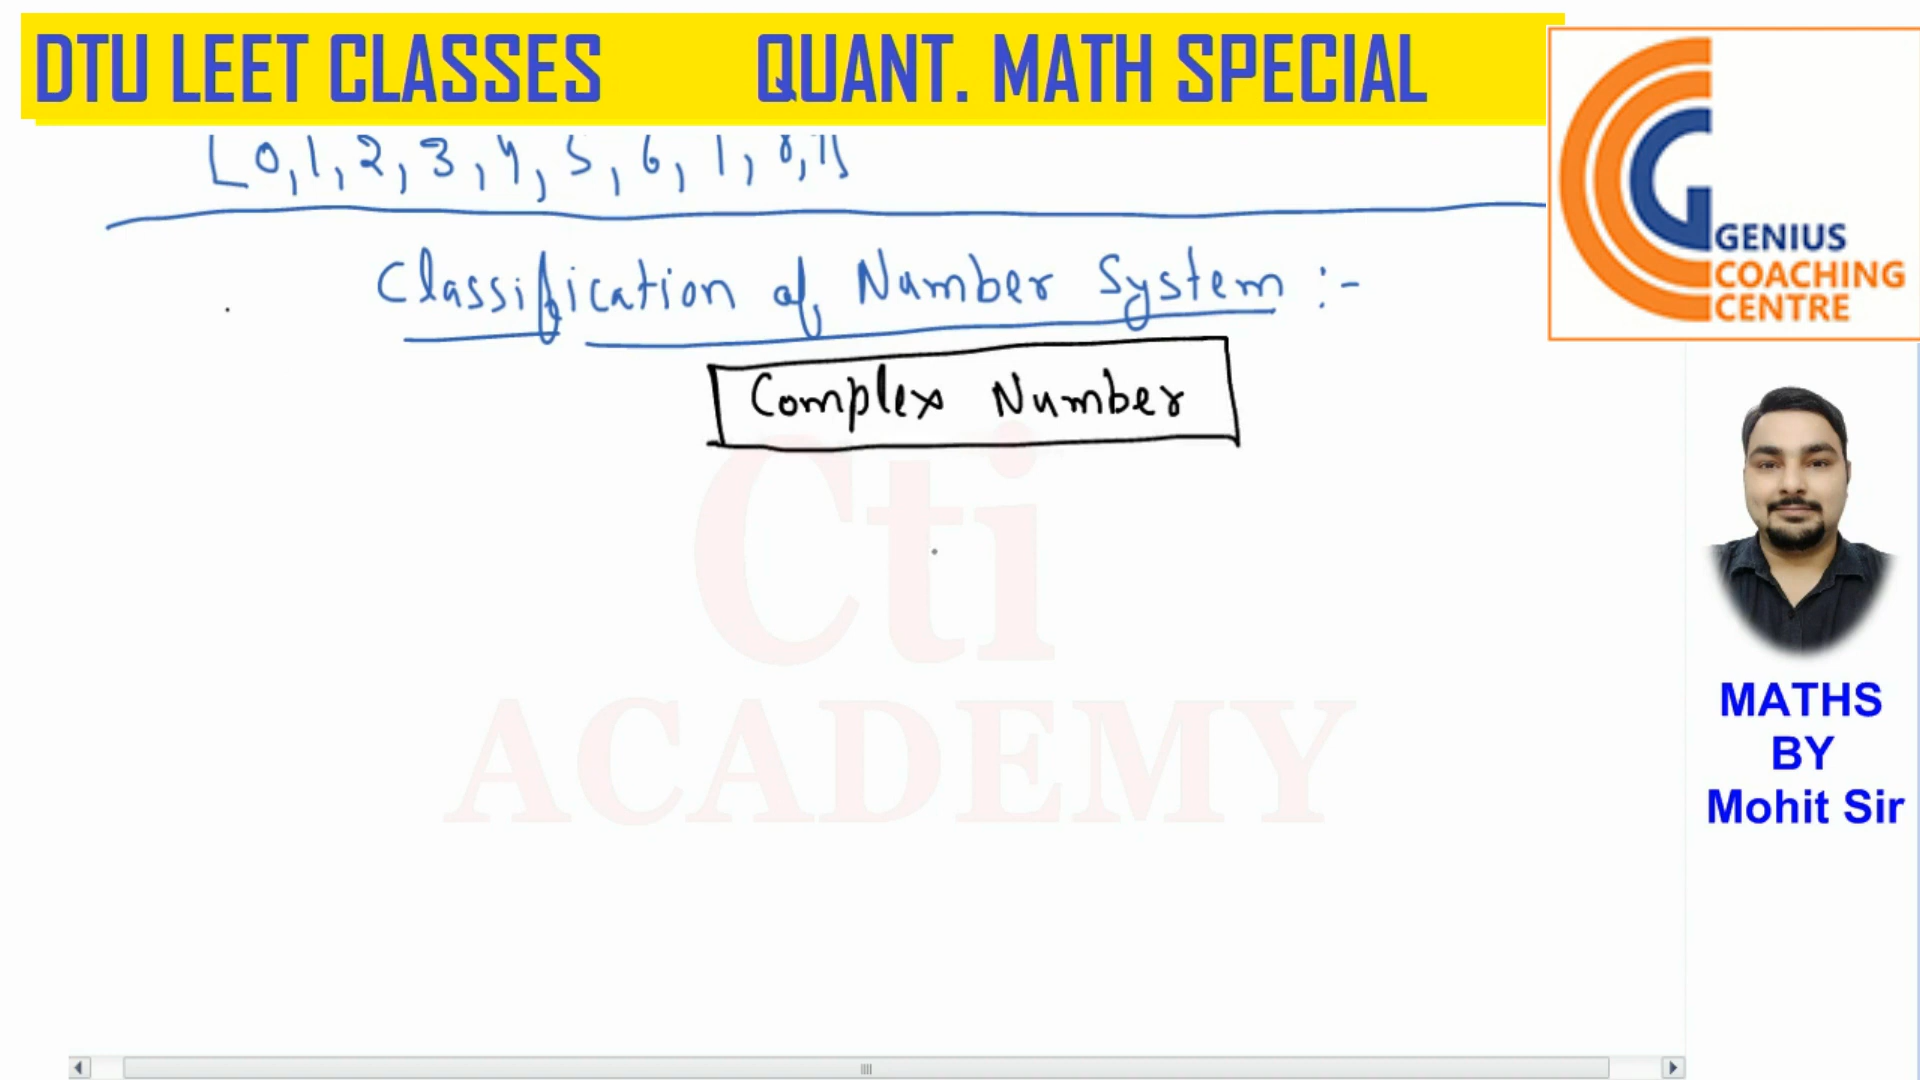 DTU LEET CLASSES QUANT. MATH SPECIAL
[0,1,2,3,4,5,6,7,8,9]
Classification of Number System :-
Complex Number
Cti
ACADEMY
GENIUS
COACHING
CENTRE
MATHS
BY
Mohit Sir